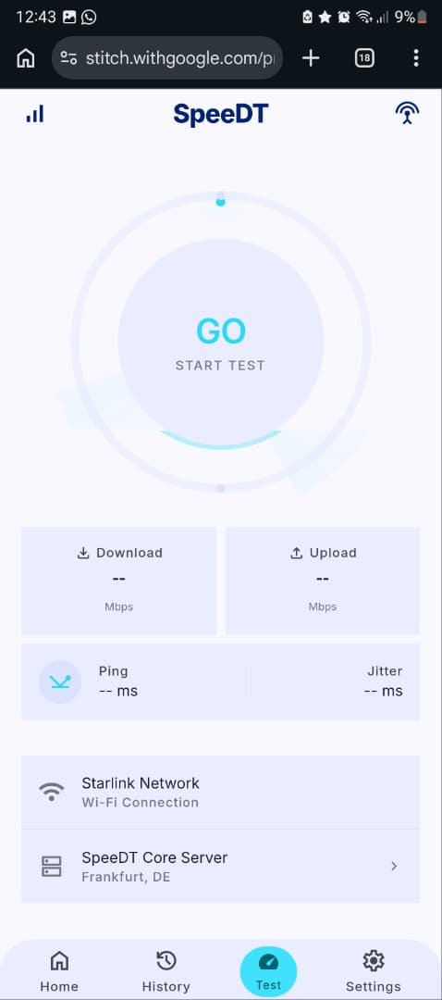 12:43
9%
stitch.withgoogle.com/p
18
SpeeDT
GO
START TEST
Download
--
Mbps
Upload
--
Mbps
Ping
-- ms
Jitter
-- ms
Starlink Network
Wi-Fi Connection
SpeeDT Core Server
Frankfurt, DE
Home
History
Test
Settings